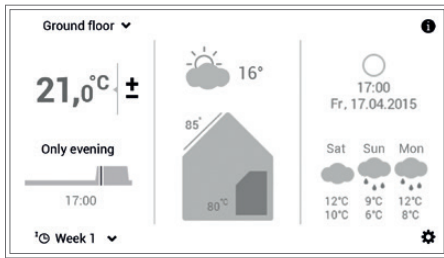 Ground floor
21,0°C ±
Only evening
17:00
1 Week 1
16°
85°
80°C
17:00
Fr, 17.04.2015
Sat Sun Mon
12°C 9°C 12°C
10°C 6°C 8°C